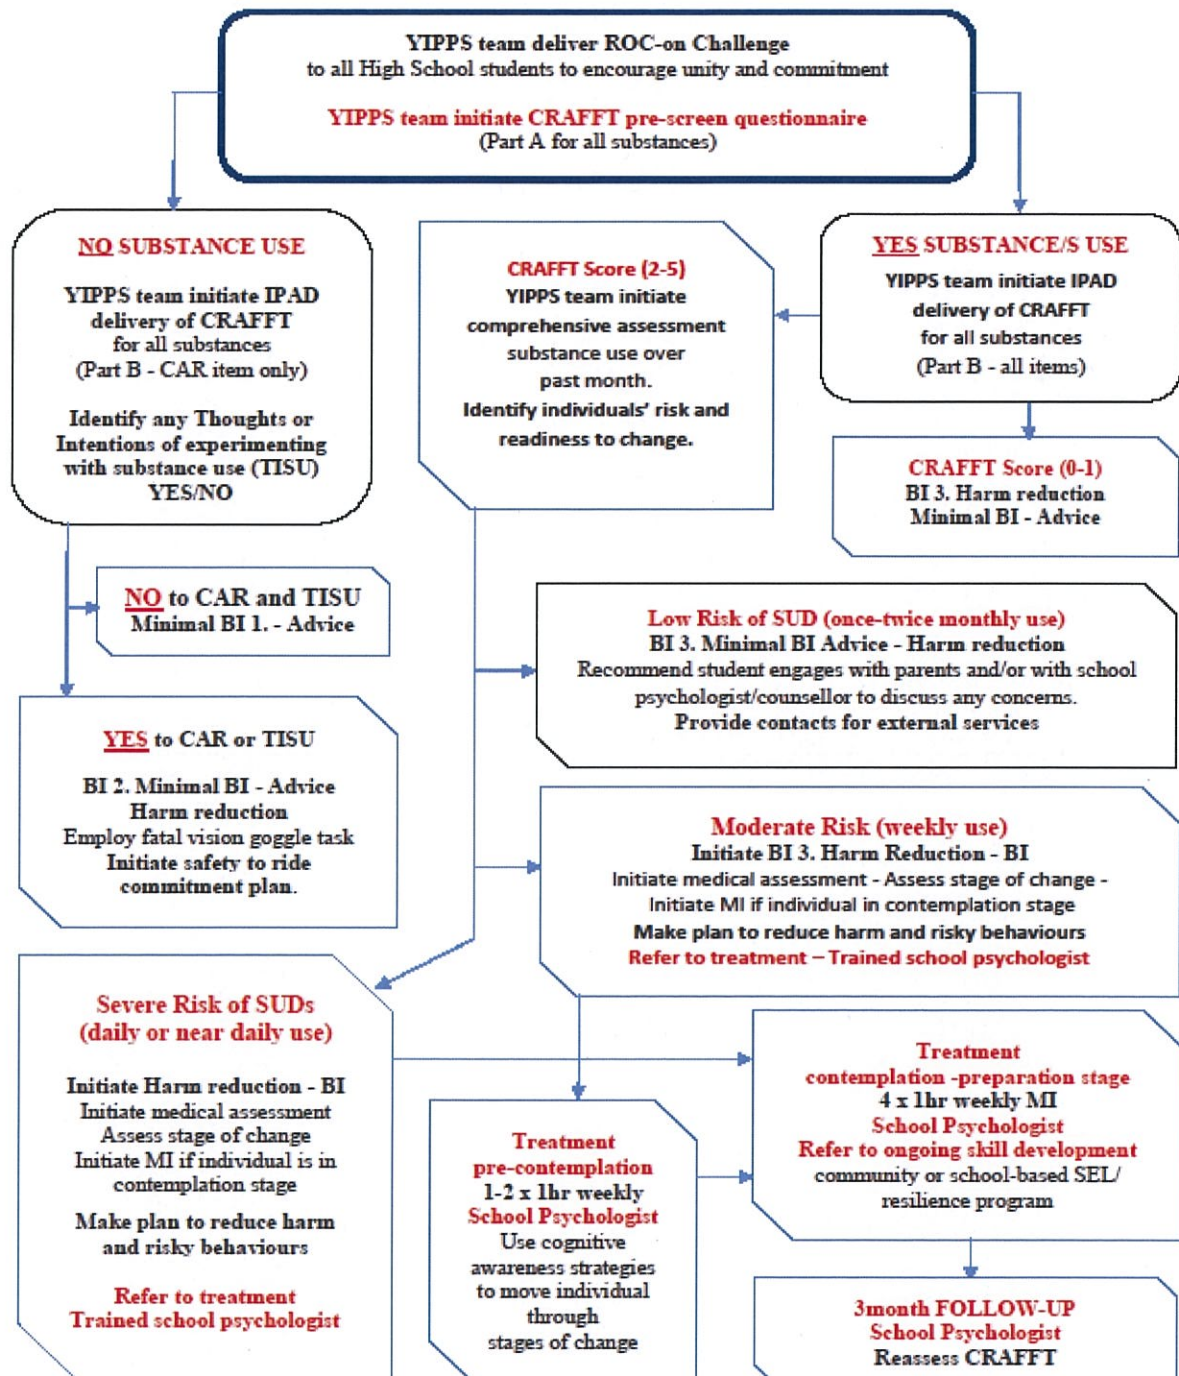 YIPPS team deliver ROC-on Challenge
to all High School students to encourage unity and commitment
YIPPS team initiate CRAFFT pre-screen questionnaire
(Part A for all substances)
NO SUBSTANCE USE
YIPPS team initiate IPAD
delivery of CRAFFT
for all substances
(Part B - CAR item only)
Identify any Thoughts or
Intentions of experimenting
with substance use (TISU)
YES/NO
CRAFFT Score (2-5)
YIPPS team initiate
comprehensive assessment
substance use over
past month.
Identify individuals' risk and
readiness to change.
YES SUBSTANCE/S USE
YIPPS team initiate IPAD
delivery of CRAFFT
for all substances
(Part B - all items)
CRAFFT Score (0-1)
BI 3. Harm reduction
Minimal BI - Advice
NO to CAR and TISU
Minimal BI 1. - Advice
Low Risk of SUD (once-twice monthly use)
BI 3. Minimal BI Advice - Harm reduction
Recommend student engages with parents and/or with school
psychologist/counsellor to discuss any concerns.
Provide contacts for external services
YES to CAR or TISU
BI 2. Minimal BI - Advice
Harm reduction
Employ fatal vision goggle task
Initiate safety to ride
commitment plan.
Moderate Risk (weekly use)
Initiate BI 3. Harm Reduction - BI
Initiate medical assessment - Assess stage of change -
Initiate MI if individual in contemplation stage
Make plan to reduce harm and risky behaviours
Refer to treatment – Trained school psychologist
Severe Risk of SUDs
(daily or near daily use)
Initiate Harm reduction - BI
Initiate medical assessment
Assess stage of change
Initiate MI if individual is in
contemplation stage
Make plan to reduce harm
and risky behaviours
Refer to treatment
Trained school psychologist
Treatment
pre-contemplation
1-2 x 1hr weekly
School Psychologist
Use cognitive
awareness strategies
to move individual
through
stages of change
Treatment
contemplation -preparation stage
4 x 1hr weekly MI
School Psychologist
Refer to ongoing skill development
community or school-based SEL/
resilience program
3month FOLLOW-UP
School Psychologist
Reassess CRAFFT